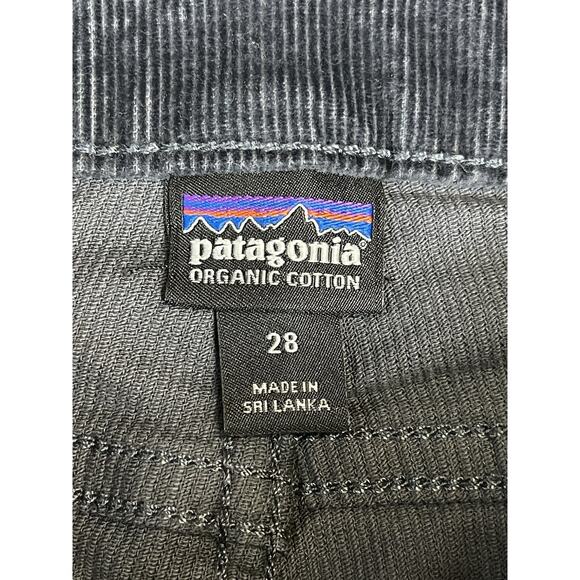 patagonia®
ORGANIC COTTON
28
MADE IN
SRI LANKA